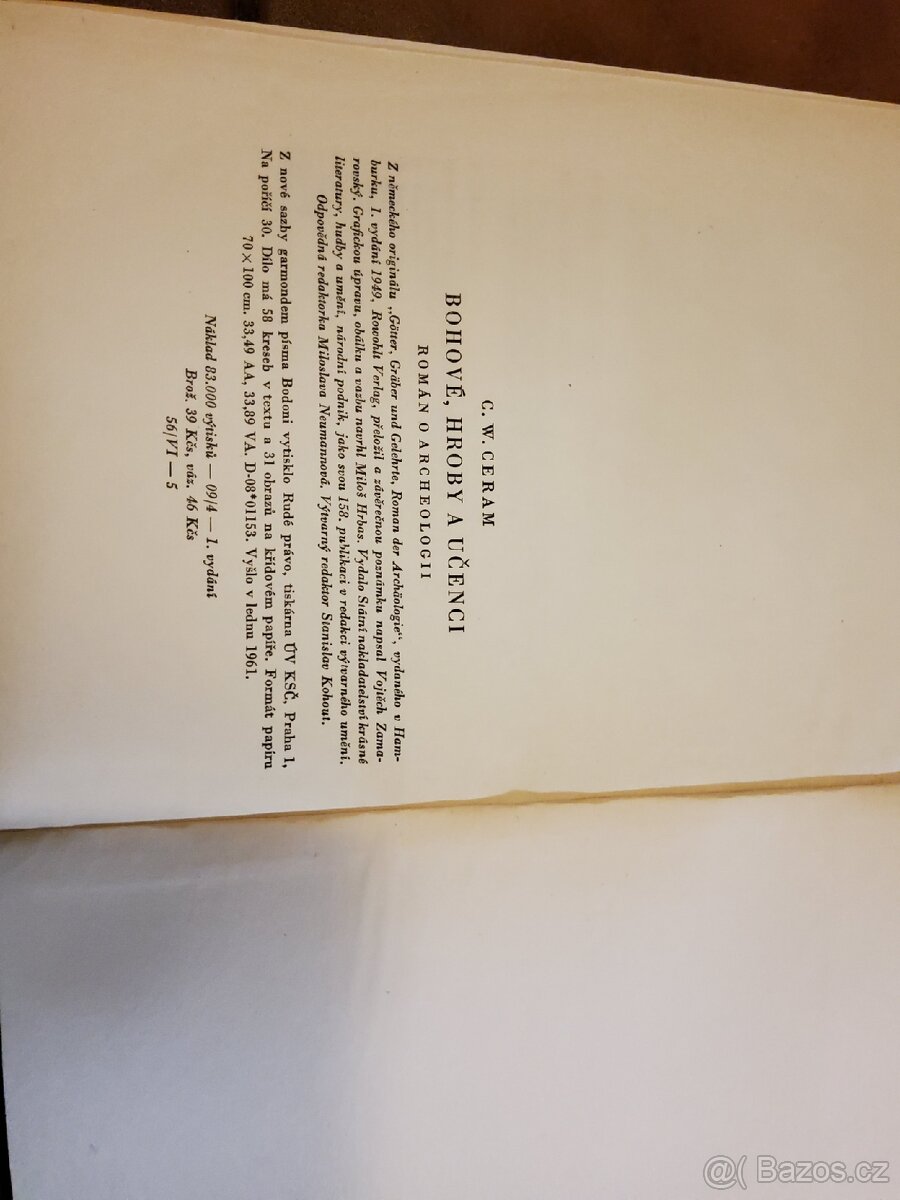 C. W. CERAM
BOHOVÉ, HROBY A UČENCI
ROMÁN O ARCHEOLOGII
Z německého originálu „Götter, Gräber und Gelehrte, Roman der Archäologie“, vydaného v Ham-
burku, 1. vydání 1949, Rowohlt Verlag, přeložil a závěrečnou poznámku napsal Vojtěch Zama-
rovský. Grafickou úpravu, obálku a vazbu navrhl Miloš Hrbas. Vydalo Státní nakladatelství krásné
literatury, hudby a umění, národní podnik, jako svou 158. publikaci v redakci výtvarného umění.
Odpovědná redaktorka Miloslava Neumannová. Výtvarný redaktor Stanislav Kohout.
Z nové sazby garmondem písma Bodoni vytisklo Rudé právo, tiskárna ÚV KSČ, Praha 1,
Na poříčí 30. Dílo má 58 kreseb v textu a 31 obrazů na křídovém papíře. Formát papíru
70 × 100 cm. 33,49 AA, 33,89 VA. D-08*01153. Vyšlo v lednu 1961.
Náklad 83.000 výtisků — 09/4 — 1. vydání
Brož. 39 Kčs, váz. 46 Kčs
56/VI — 5
@( Bazos.cz